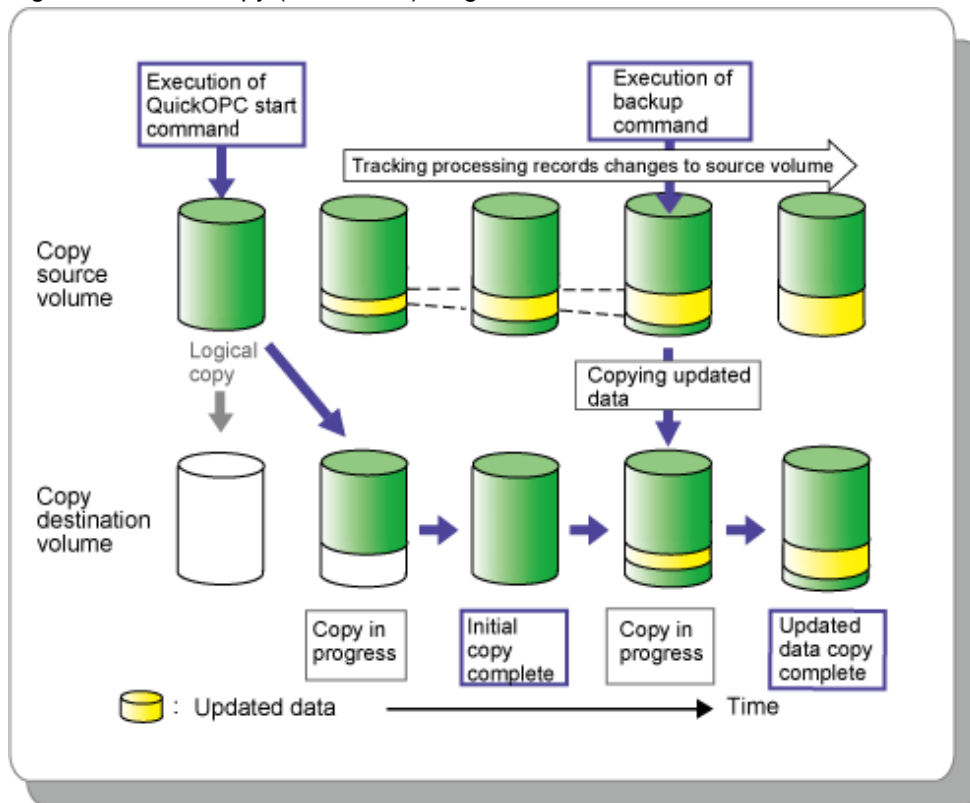 Execution of
QuickOPC start
command
Execution of
backup
command
Tracking processing records changes to source volume
Copy
source
volume
Logical
copy
Copying updated
data
Copy
destination
volume
Copy in
progress
Initial
copy
complete
Copy in
progress
Updated
data copy
complete
: Updated data
Time